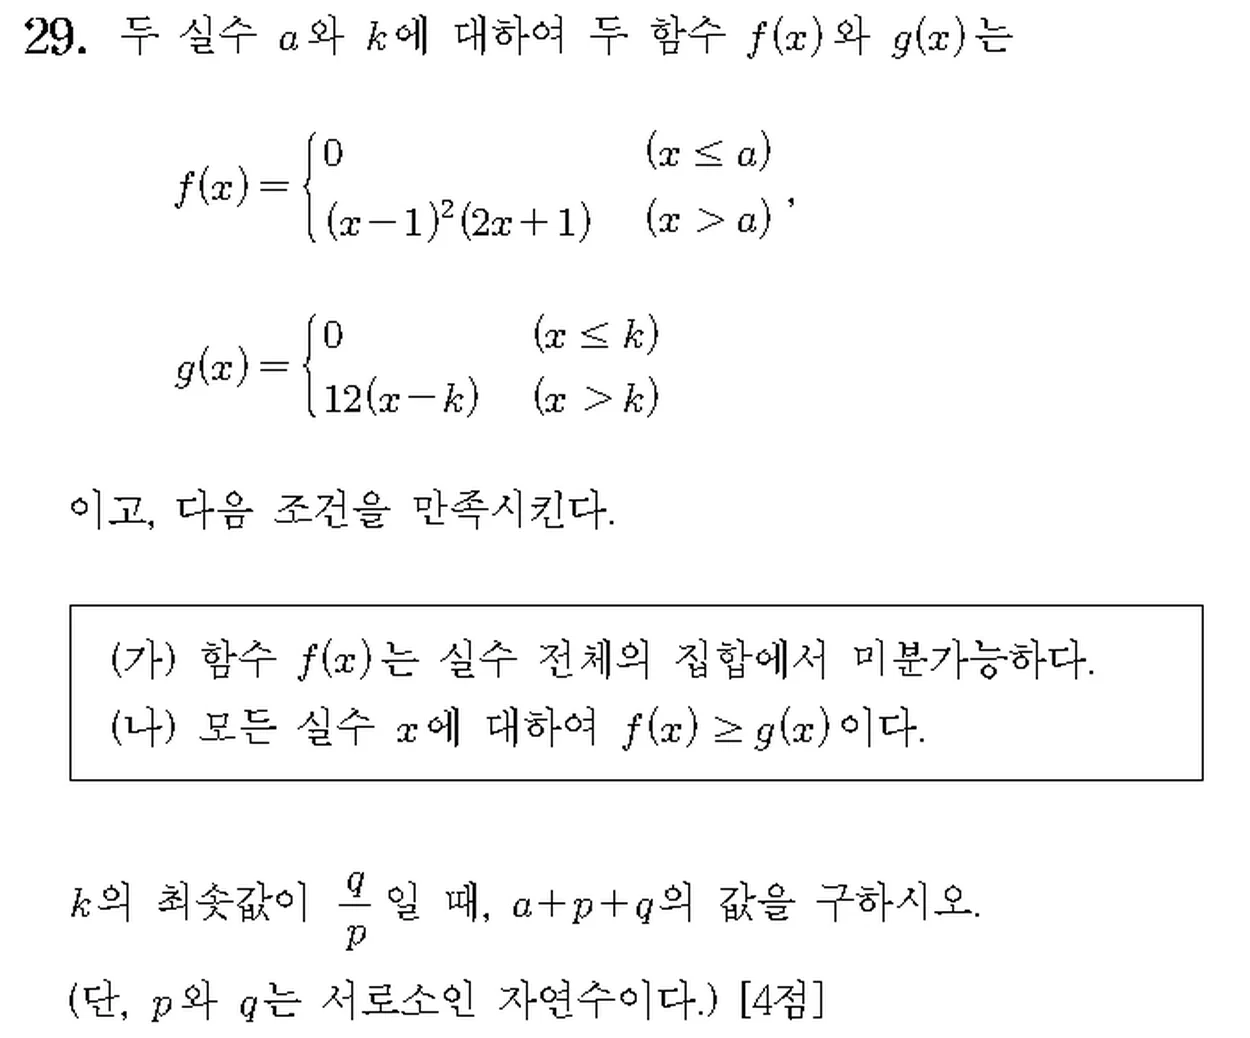 29. 두 실수 a와 k에 대하여 두 함수 f(x)와 g(x)는
f(x) = { 0 (x ≤ a)
(x-1)²(2x+1) (x > a) ,
g(x) = { 0 (x ≤ k)
12(x-k) (x > k)
이고, 다음 조건을 만족시킨다.
(가) 함수 f(x)는 실수 전체의 집합에서 미분가능하다.
(나) 모든 실수 x에 대하여 f(x) ≥ g(x)이다.
k의 최솟값이 q/p 일 때, a+p+q의 값을 구하시오.
(단, p와 q는 서로소인 자연수이다.) [4점]